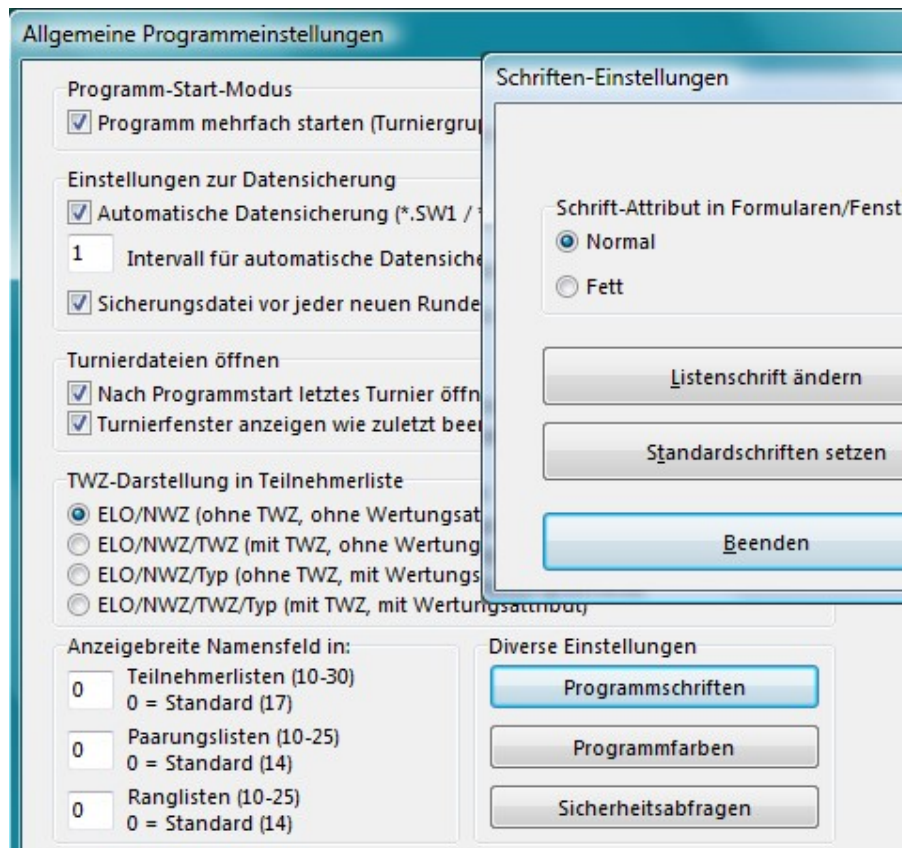 Allgemeine Programmeinstellungen
Programm-Start-Modus
Programm mehrfach starten (Turniergru
Einstellungen zur Datensicherung
Automatische Datensicherung (*.SW1 /
1 Intervall für automatische Datensiche
Sicherungsdatei vor jeder neuen Runde
Turnierdateien öffnen
Nach Programmstart letztes Turnier öffn
Turnierfenster anzeigen wie zuletzt bee
TWZ-Darstellung in Teilnehmerliste
ELO/NWZ (ohne TWZ, ohne Wertungsat
ELO/NWZ/TWZ (mit TWZ, ohne Wertung
ELO/NWZ/Typ (ohne TWZ, mit Wertungs
ELO/NWZ/TWZ/Typ (mit TWZ, mit Wertungsattribut)
Anzeigebreite Namensfeld in:
0 Teilnehmerlisten (10-30)
0 = Standard (17)
0 Paarungslisten (10-25)
0 = Standard (14)
0 Ranglisten (10-25)
0 = Standard (14)
Diverse Einstellungen
Programmschriften
Programmfarben
Sicherheitsabfragen
Schriften-Einstellungen
Schrift-Attribut in Formularen/Fenst
Normal
Fett
Listenschrift ändern
Standardschriften setzen
Beenden